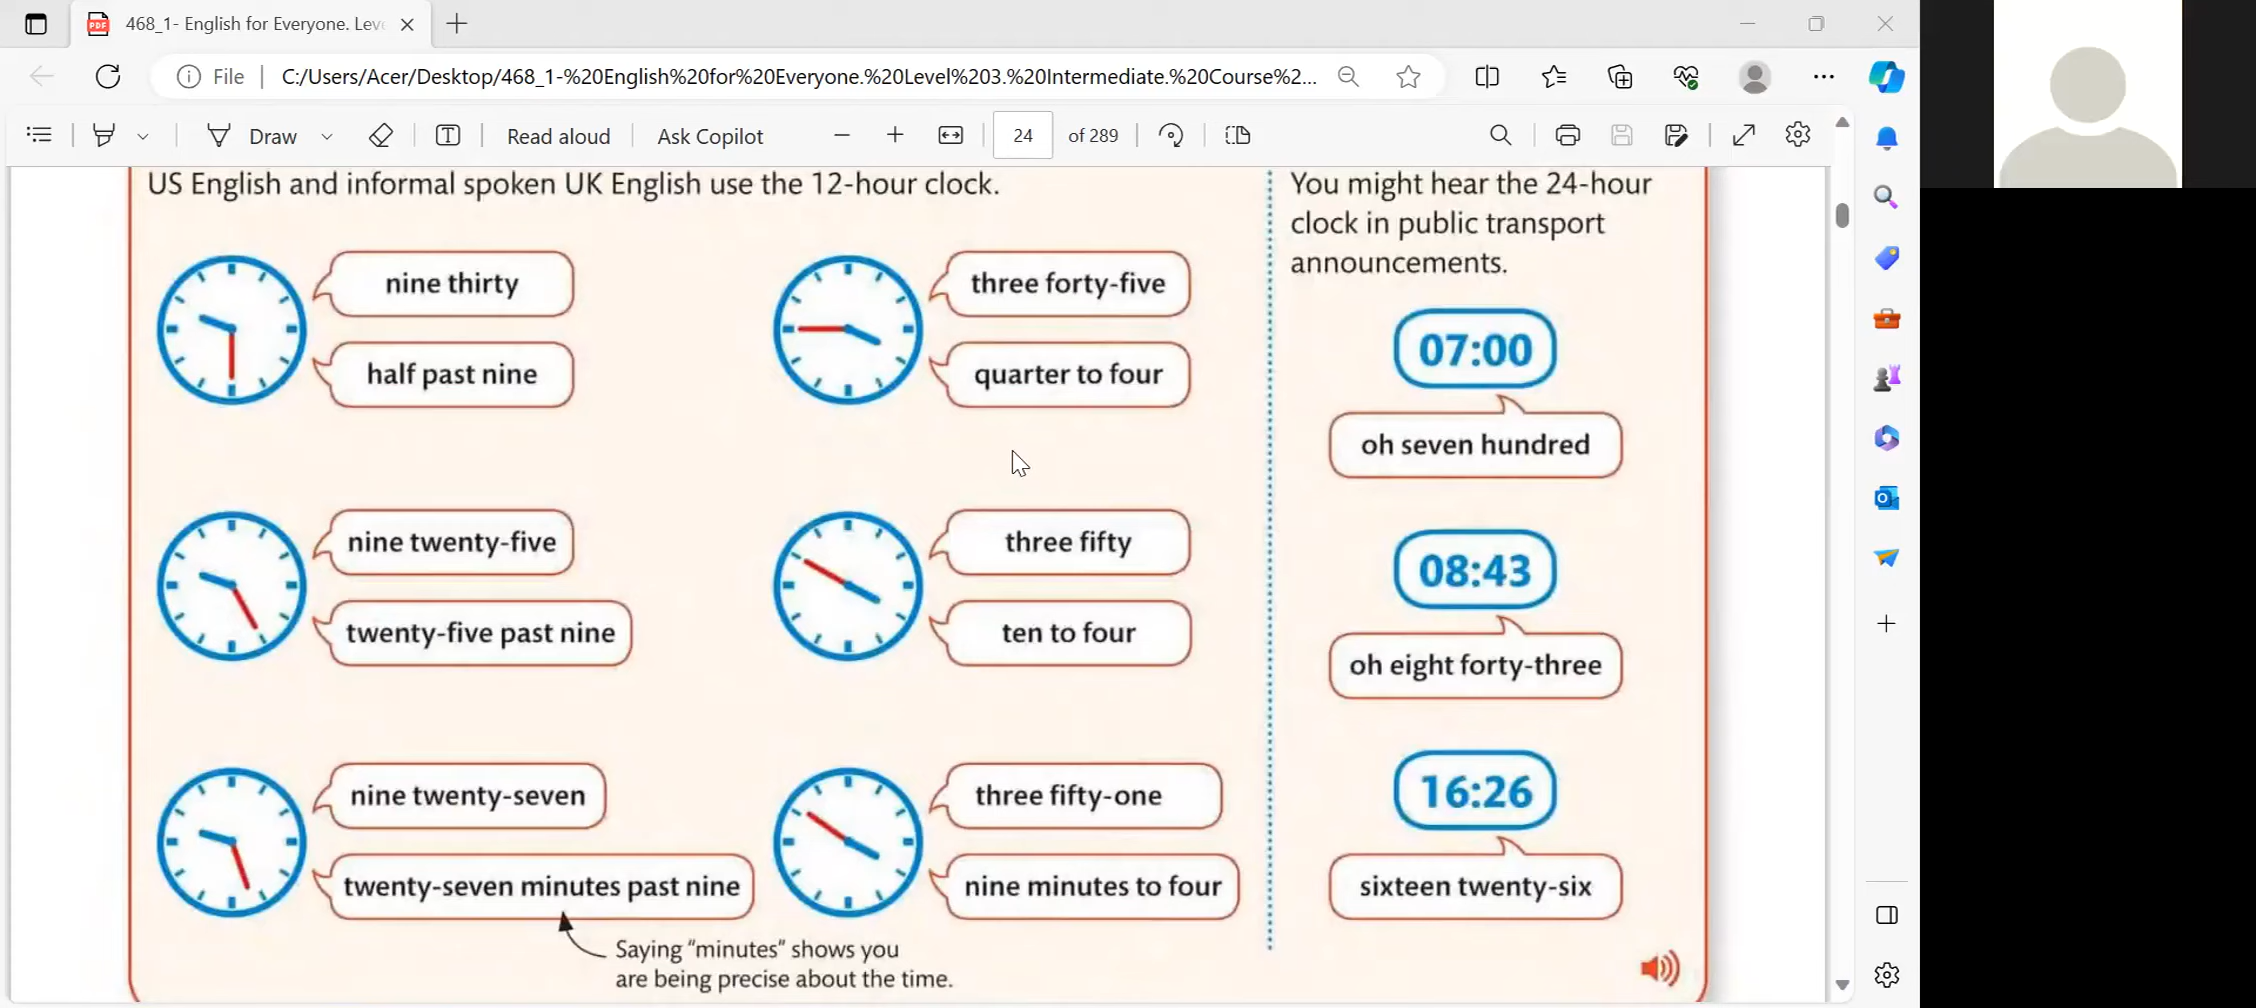 468_1- English for Everyone. Leve
File
C:/Users/Acer/Desktop/468_1-%20English%20for%20Everyone.%20Level%203.%20Intermediate.%20Course%2...
Draw
Read aloud
Ask Copilot
24 of 289
US English and informal spoken UK English use the 12-hour clock.
nine thirty
half past nine
three forty-five
quarter to four
nine twenty-five
twenty-five past nine
three fifty
ten to four
nine twenty-seven
twenty-seven minutes past nine
three fifty-one
nine minutes to four
Saying “minutes” shows you
are being precise about the time.
You might hear the 24-hour
clock in public transport
announcements.
07:00
oh seven hundred
08:43
oh eight forty-three
16:26
sixteen twenty-six